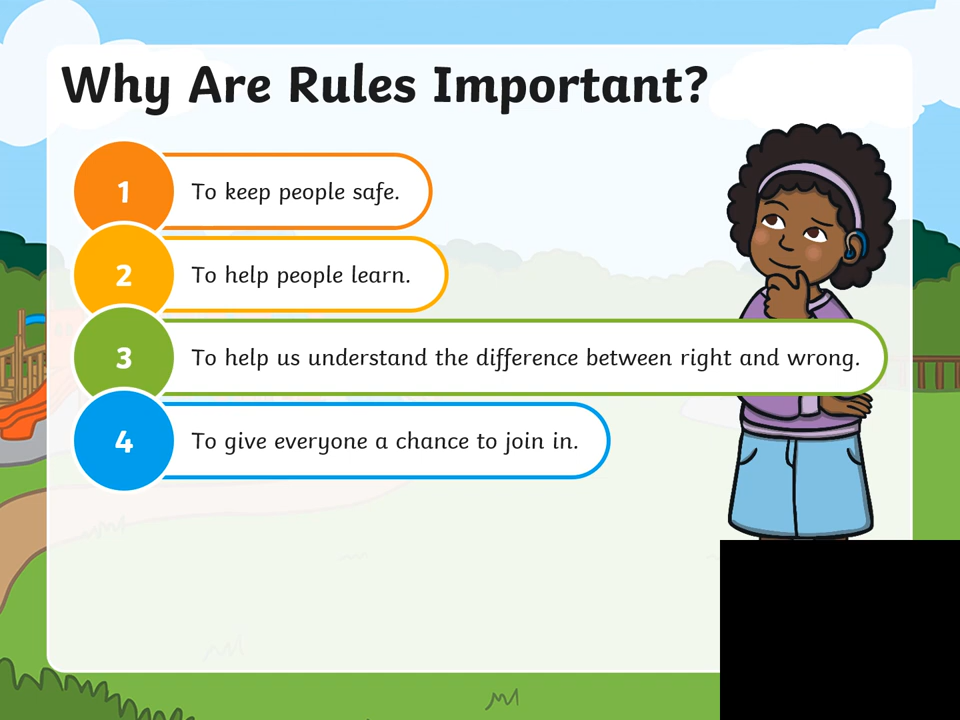 Why Are Rules Important?
1 To keep people safe.
2 To help people learn.
3 To help us understand the difference between right and wrong.
4 To give everyone a chance to join in.